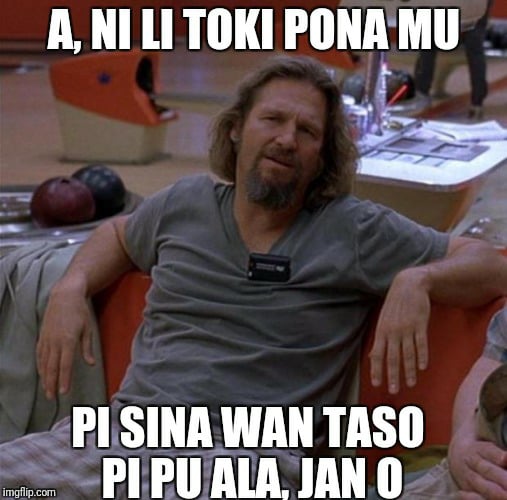 A, NI LI TOKI PONA MU
PI SINA WAN TASO
PI PU ALA, JAN O
imgflip.com